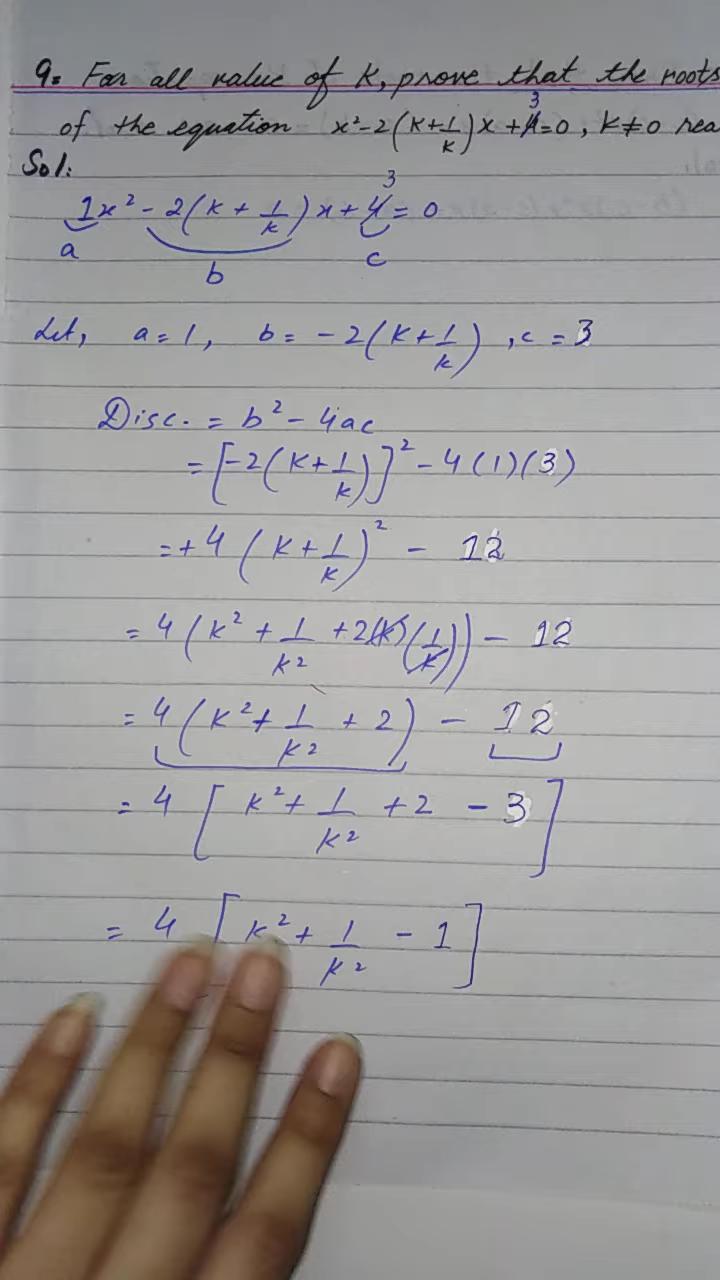 9. For all value of K, prove that the roots
of the equation x²-2(K+1/K)x+3=0, K≠0 rea
Sol:
1x²-2(K+1/K)x+3=0
a b c
Let, a=1, b=-2(K+1/K), c=3
Disc. = b²-4ac
=[-2(K+1/K)]²-4(1)(3)
=+4(K+1/K)²-12
=4(K²+1/K²+2(K)(1/K))-12
=4(K²+1/K²+2)-12
=4[K²+1/K²+2-3]
=4[K²+1/K²-1]